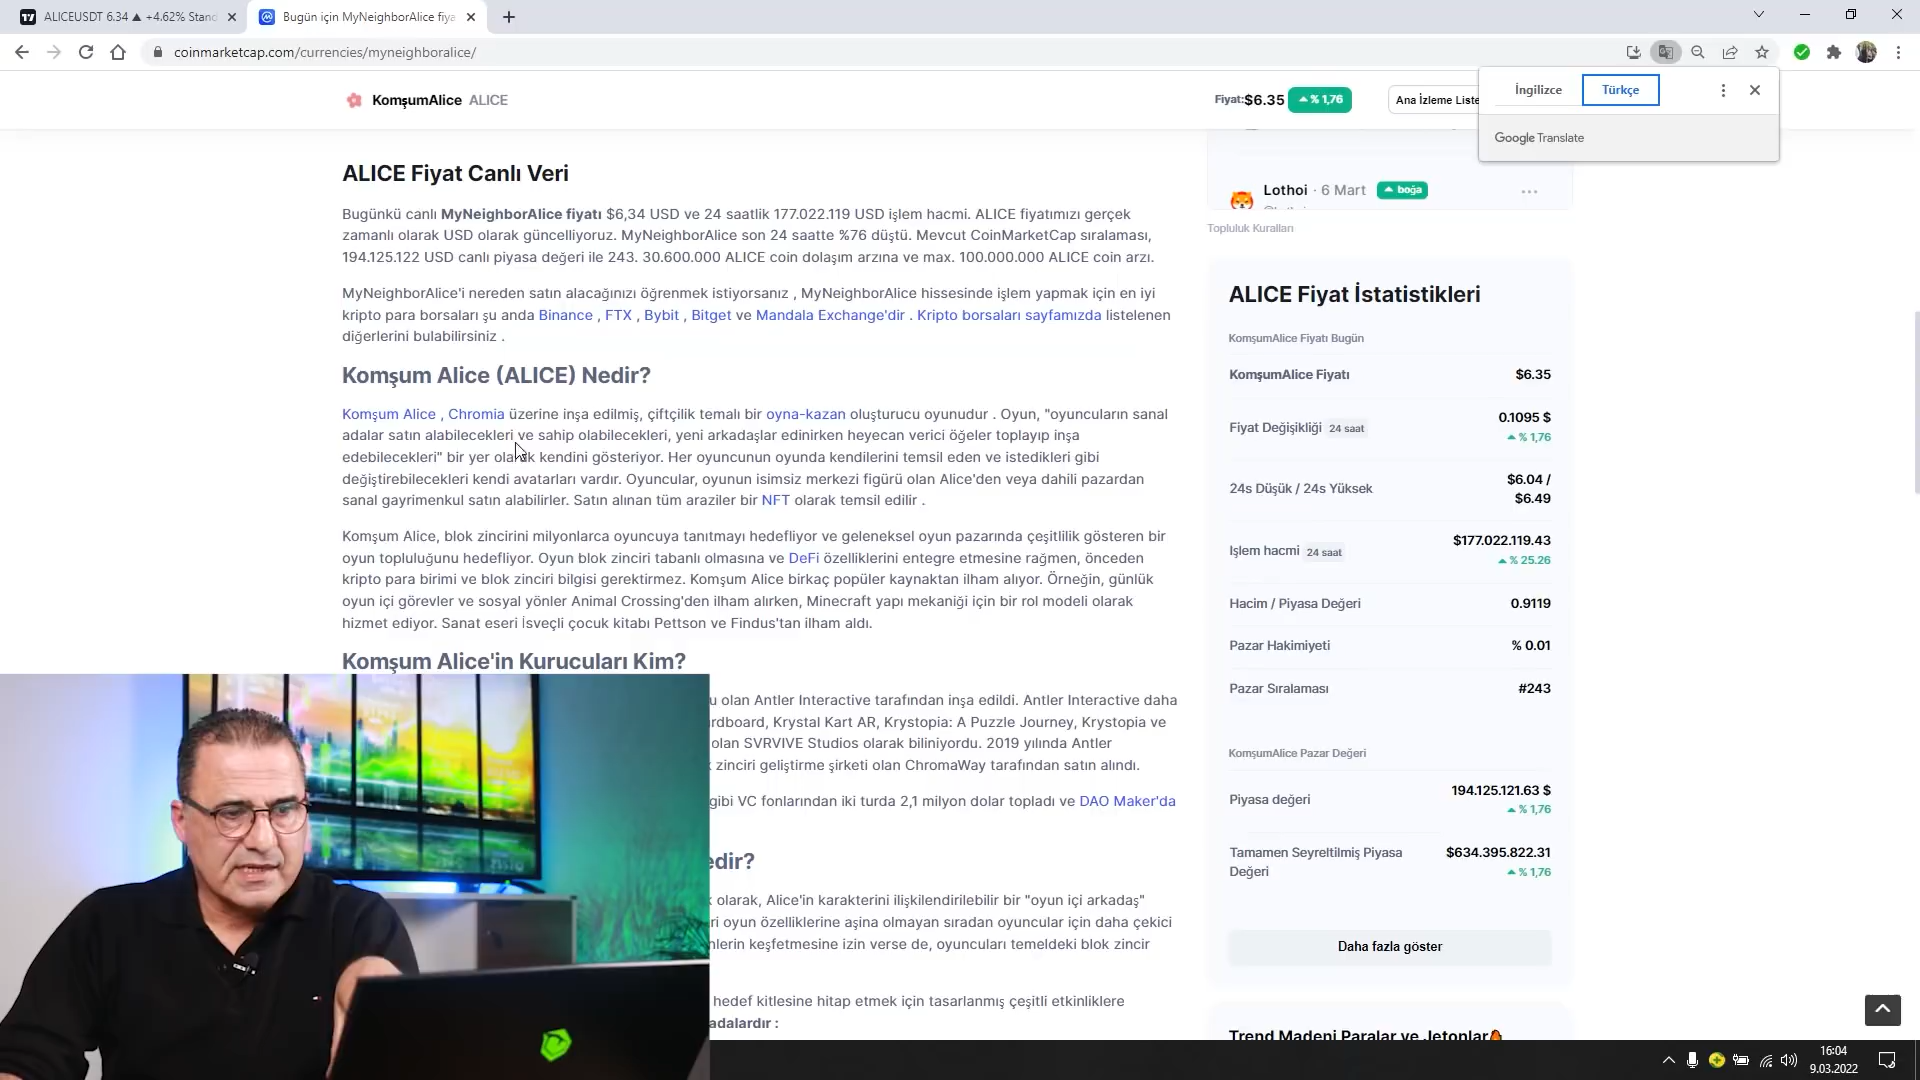 ALICEUSDT 6.34 ▲ +4.62% Stand
Bugün için MyNeighborAlice fiya
coinmarketcap.com/currencies/myneighboralice/
İngilizce
Türkçe
Google Translate
KomşumAlice ALICE
Fiyat:$6.35
% 1,76
Ana İzleme Liste
ALICE Fiyat Canlı Veri
Bugünkü canlı MyNeighborAlice fiyatı $6,34 USD ve 24 saatlik 177.022.119 USD işlem hacmi. ALICE fiyatımızı gerçek
zamanlı olarak USD olarak güncelliyoruz. MyNeighborAlice son 24 saatte %76 düştü. Mevcut CoinMarketCap sıralaması,
194.125.122 USD canlı piyasa değeri ile 243. 30.600.000 ALICE coin dolaşım arzına ve max. 100.000.000 ALICE coin arzı.
MyNeighborAlice'i nereden satın alacağınızı öğrenmek istiyorsanız , MyNeighborAlice hissesinde işlem yapmak için en iyi
kripto para borsaları şu anda Binance , FTX , Bybit , Bitget ve Mandala Exchange'dir . Kripto borsaları sayfamızda listelenen
diğerlerini bulabilirsiniz .
Komşum Alice (ALICE) Nedir?
Komşum Alice , Chromia üzerine inşa edilmiş, çiftçilik temalı bir oyna-kazan oluşturucu oyunudur . Oyun, "oyuncuların sanal
adalar satın alabilecekleri ve sahip olabilecekleri, yeni arkadaşlar edinirken heyecan verici öğeler toplayıp inşa
edebilecekleri" bir yer olarak kendini gösteriyor. Her oyuncunun oyunda kendilerini temsil eden ve istedikleri gibi
değiştirebilecekleri kendi avatarları vardır. Oyuncular, oyunun isimsiz merkezi figürü olan Alice'den veya dahili pazardan
sanal gayrimenkul satın alabilirler. Satın alınan tüm araziler bir NFT olarak temsil edilir .
Komşum Alice, blok zincirini milyonlarca oyuncuya tanıtmayı hedefliyor ve geleneksel oyun pazarında çeşitlilik gösteren bir
oyun topluluğunu hedefliyor. Oyun blok zinciri tabanlı olmasına ve DeFi özelliklerini entegre etmesine rağmen, önceden
kripto para birimi ve blok zinciri bilgisi gerektirmez. Komşum Alice birkaç popüler kaynaktan ilham alıyor. Örneğin, günlük
oyun içi görevler ve sosyal yönler Animal Crossing'den ilham alırken, Minecraft yapı mekaniği için bir rol modeli olarak
hizmet ediyor. Sanat eseri İsveçli çocuk kitabı Pettson ve Findus'tan ilham aldı.
Komşum Alice'in Kurucuları Kim?
olan Antler Interactive tarafından inşa edildi. Antler Interactive daha
rdboard, Krystal Kart AR, Krystopia: A Puzzle Journey, Krystopia ve
olan SVRVIVE Studios olarak biliniyordu. 2019 yılında Antler
zinciri geliştirme şirketi olan ChromaWay tarafından satın alındı.
gibi VC fonlarından iki turda 2,1 milyon dolar topladı ve DAO Maker'da
edir?
olarak, Alice'in karakterini ilişkilendirilebilir bir "oyun içi arkadaş"
ri oyun özelliklerine aşina olmayan sıradan oyuncular için daha çekici
nlerin keşfetmesine izin verse de, oyuncuları temeldeki blok zincir
hedef kitlesine hitap etmek için tasarlanmış çeşitli etkinliklere
adalardır :
Lothoi · 6 Mart
boğa
Topluluk Kuralları
ALICE Fiyat İstatistikleri
KomşumAlice Fiyatı Bugün
KomşumAlice Fiyatı $6.35
Fiyat Değişikliği 24 saat 0.1095 $
% 1,76
24s Düşük / 24s Yüksek $6.04 /
$6.49
İşlem hacmi 24 saat $177.022.119.43
% 25.26
Hacim / Piyasa Değeri 0.9119
Pazar Hakimiyeti % 0.01
Pazar Sıralaması #243
KomşumAlice Pazar Değeri
Piyasa değeri 194.125.121.63 $
% 1,76
Tamamen Seyreltilmiş Piyasa
Değeri
$634.395.822.31
% 1,76
Daha fazla göster
Trend Madeni Paralar ve Jetonlar
16:04
9.03.2022